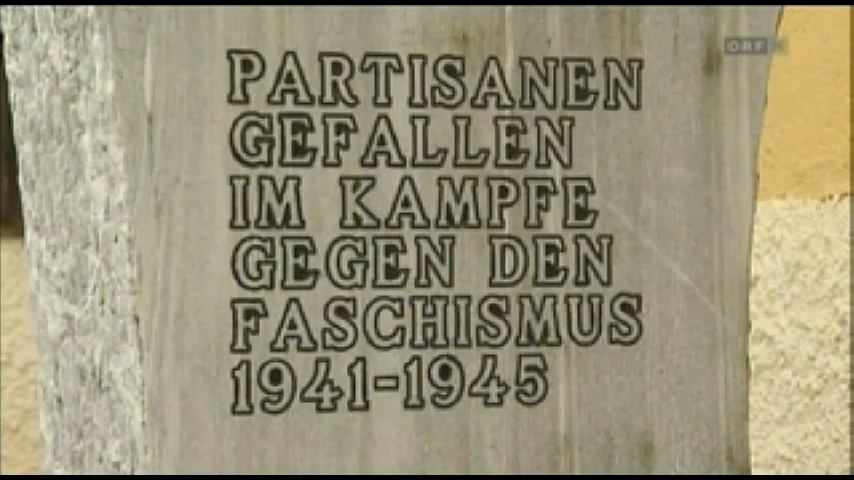 ORF
PARTISANEN
GEFALLEN
IM KAMPFE
GEGEN DEN
FASCHISMUS
1941-1945